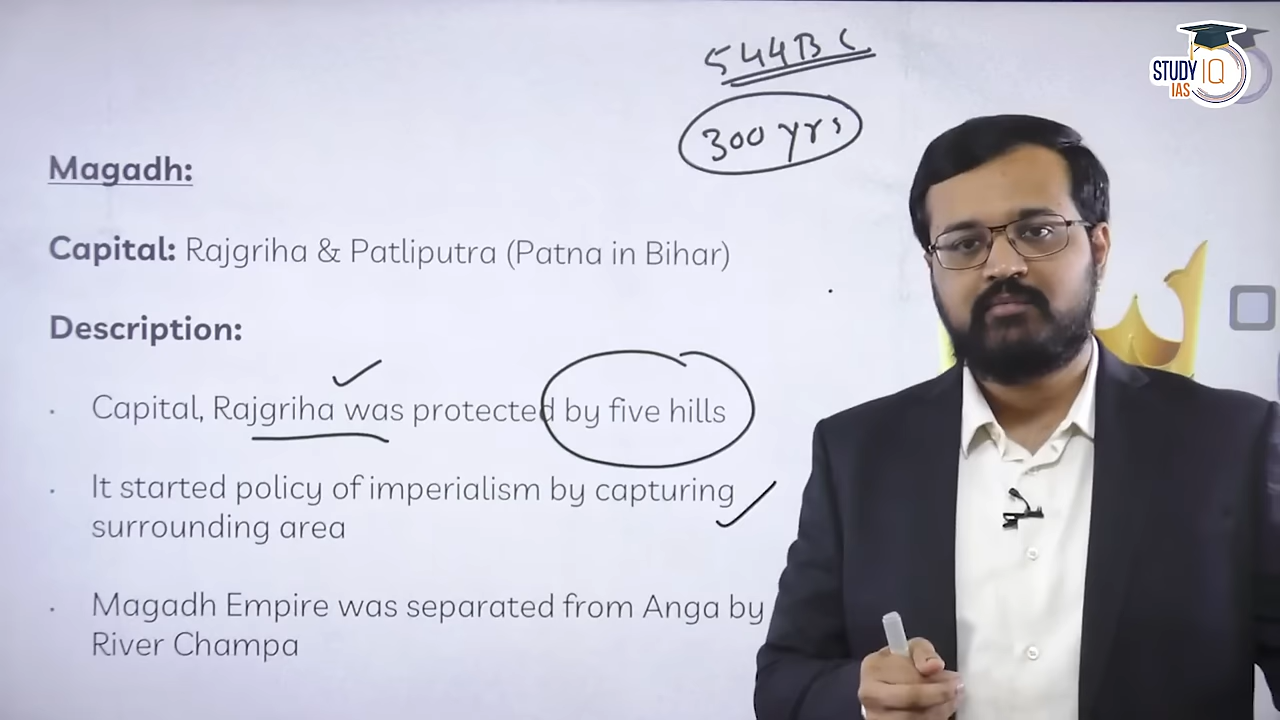 544BC
300 yrs
STUDY IQ
IAS
Magadh:
Capital: Rajgriha & Patliputra (Patna in Bihar)
Description:
· Capital, Rajgriha was protected by five hills
· It started policy of imperialism by capturing
surrounding area
· Magadh Empire was separated from Anga by
River Champa